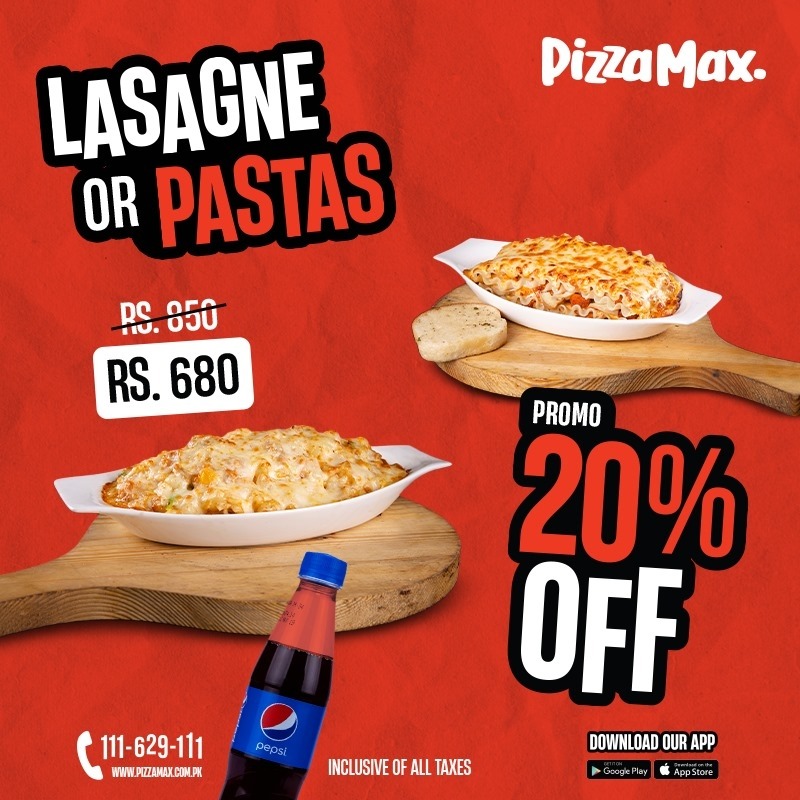 PizzaMax.
LASAGNE
OR PASTAS
RS. 850
RS. 680
PROMO
20%
OFF
pepsi
111-629-111
WWW.PIZZAMAX.COM.PK
INCLUSIVE OF ALL TAXES
DOWNLOAD OUR APP
GET IT ON
Google Play
Download on the
App Store